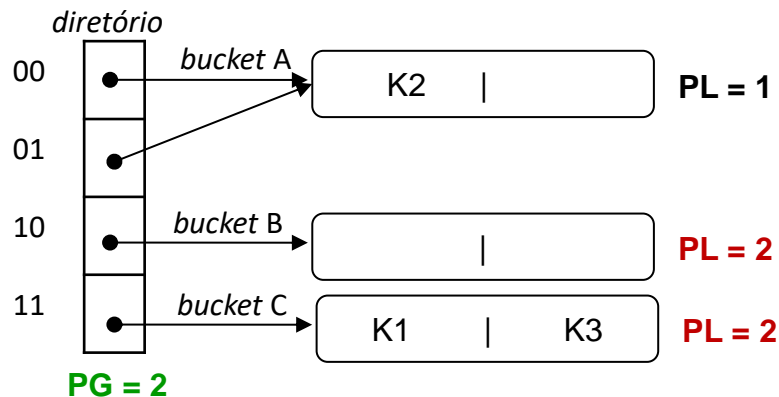 diretório
00 bucket A K2 | PL = 1
01
10 bucket B | PL = 2
11 bucket C K1 | K3 PL = 2
PG = 2